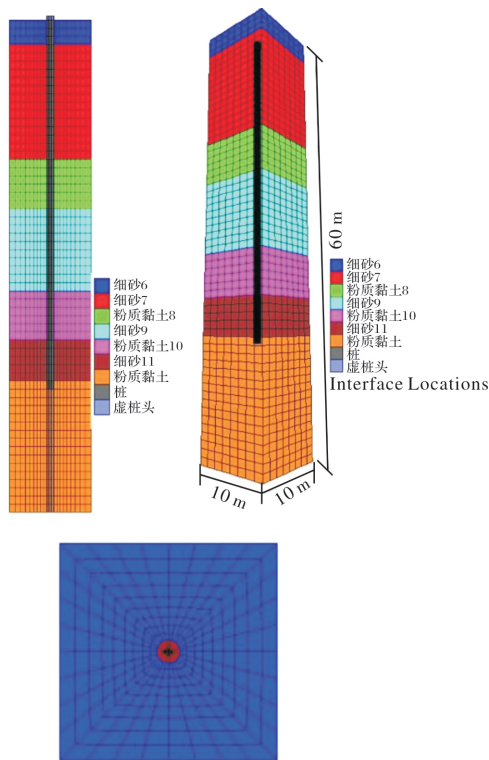 细砂6
细砂7
粉质黏土8
细砂9
粉质黏土10
细砂11
粉质黏土
桩
虚桩头
60 m
细砂6
细砂7
粉质黏土8
细砂9
粉质黏土10
细砂11
粉质黏土
桩
虚桩头
Interface Locations
10 m
10 m